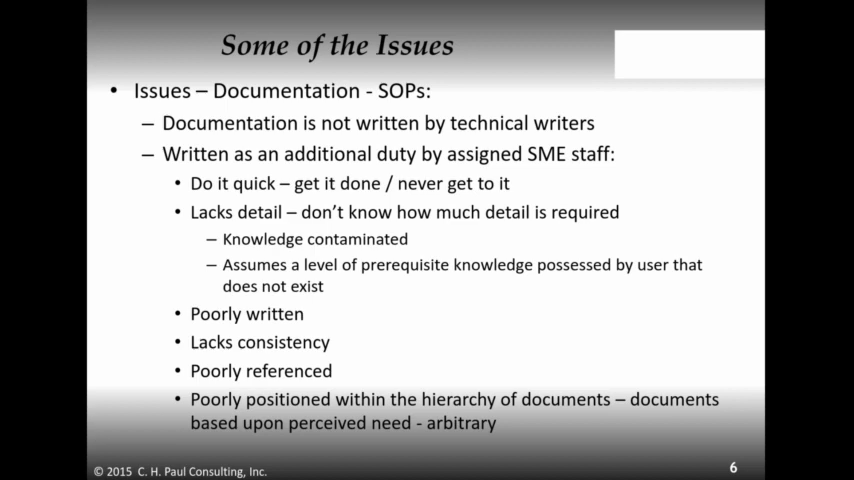 Some of the Issues
• Issues – Documentation - SOPs:
– Documentation is not written by technical writers
– Written as an additional duty by assigned SME staff:
• Do it quick – get it done / never get to it
• Lacks detail – don't know how much detail is required
– Knowledge contaminated
– Assumes a level of prerequisite knowledge possessed by user that
does not exist
• Poorly written
• Lacks consistency
• Poorly referenced
• Poorly positioned within the hierarchy of documents – documents
based upon perceived need - arbitrary
© 2015 C. H. Paul Consulting, Inc.
6